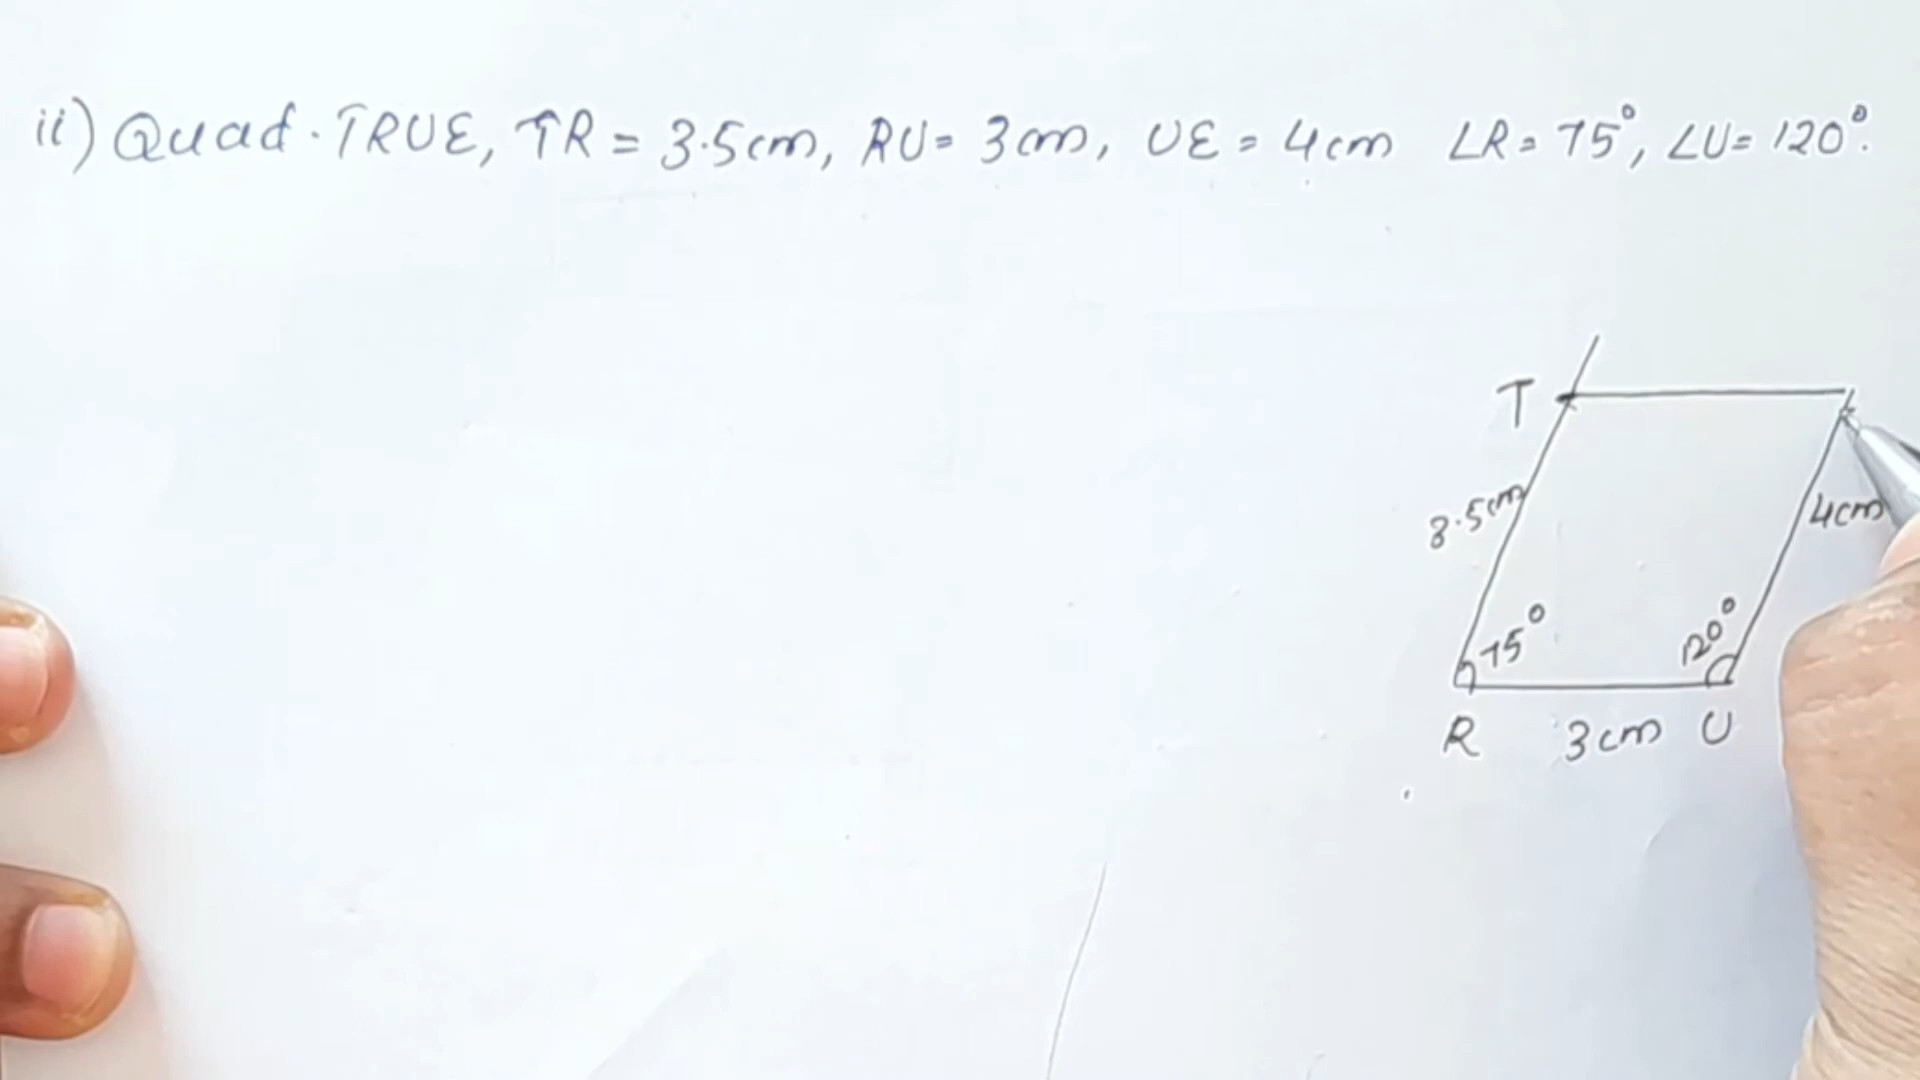 ii) Quad. TRUE, TR = 3.5cm, RU = 3cm, UE = 4cm ∠R = 75°, ∠U = 120°.
T
3.5cm
4cm
75°
120°
R 3cm U